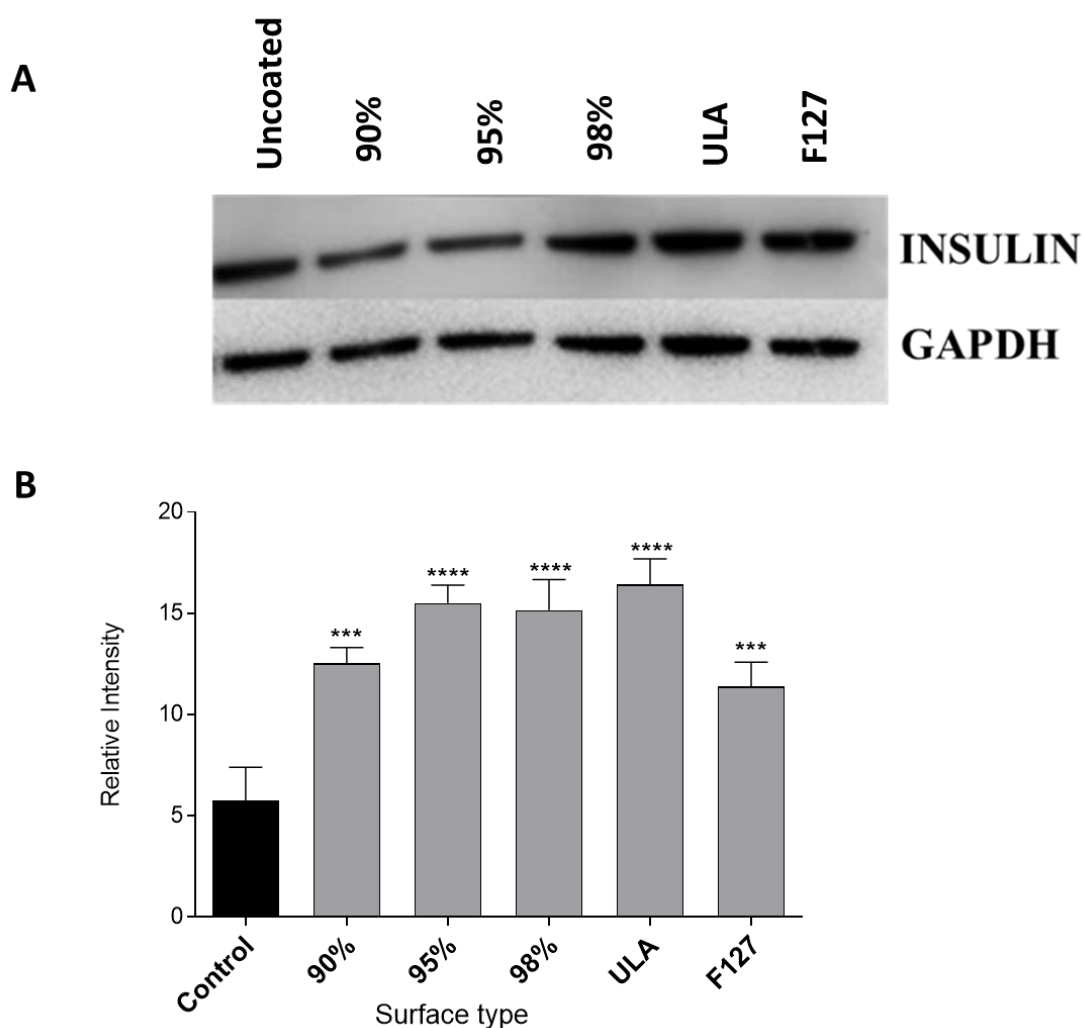 A
Uncoated 90% 95% 98% ULA F127
INSULIN
GAPDH
B
Relative Intensity
20
15
10
5
0
*** **** **** **** ***
Control 90% 95% 98% ULA F127
Surface type